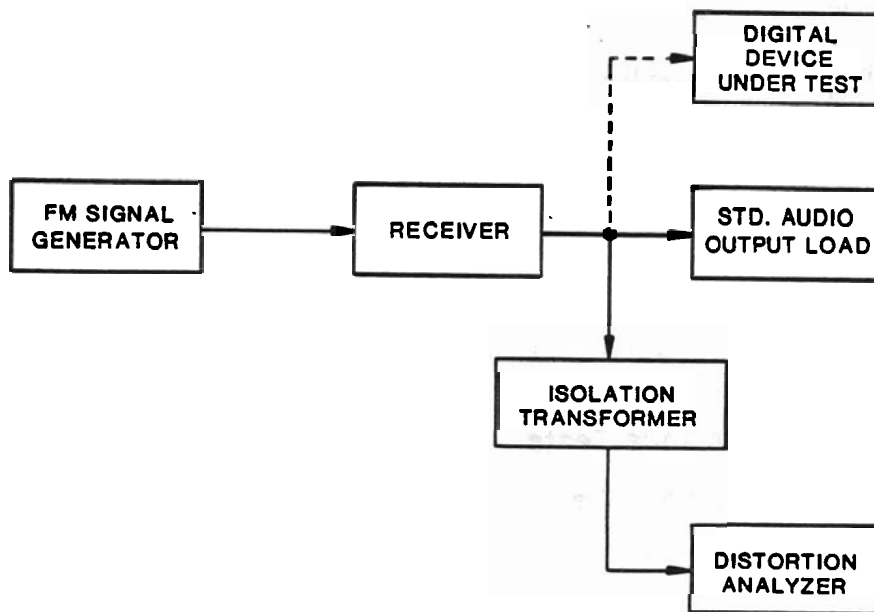 DIGITAL
DEVICE
UNDER TEST
FM SIGNAL
GENERATOR
RECEIVER
STD. AUDIO
OUTPUT LOAD
ISOLATION
TRANSFORMER
DISTORTION
ANALYZER